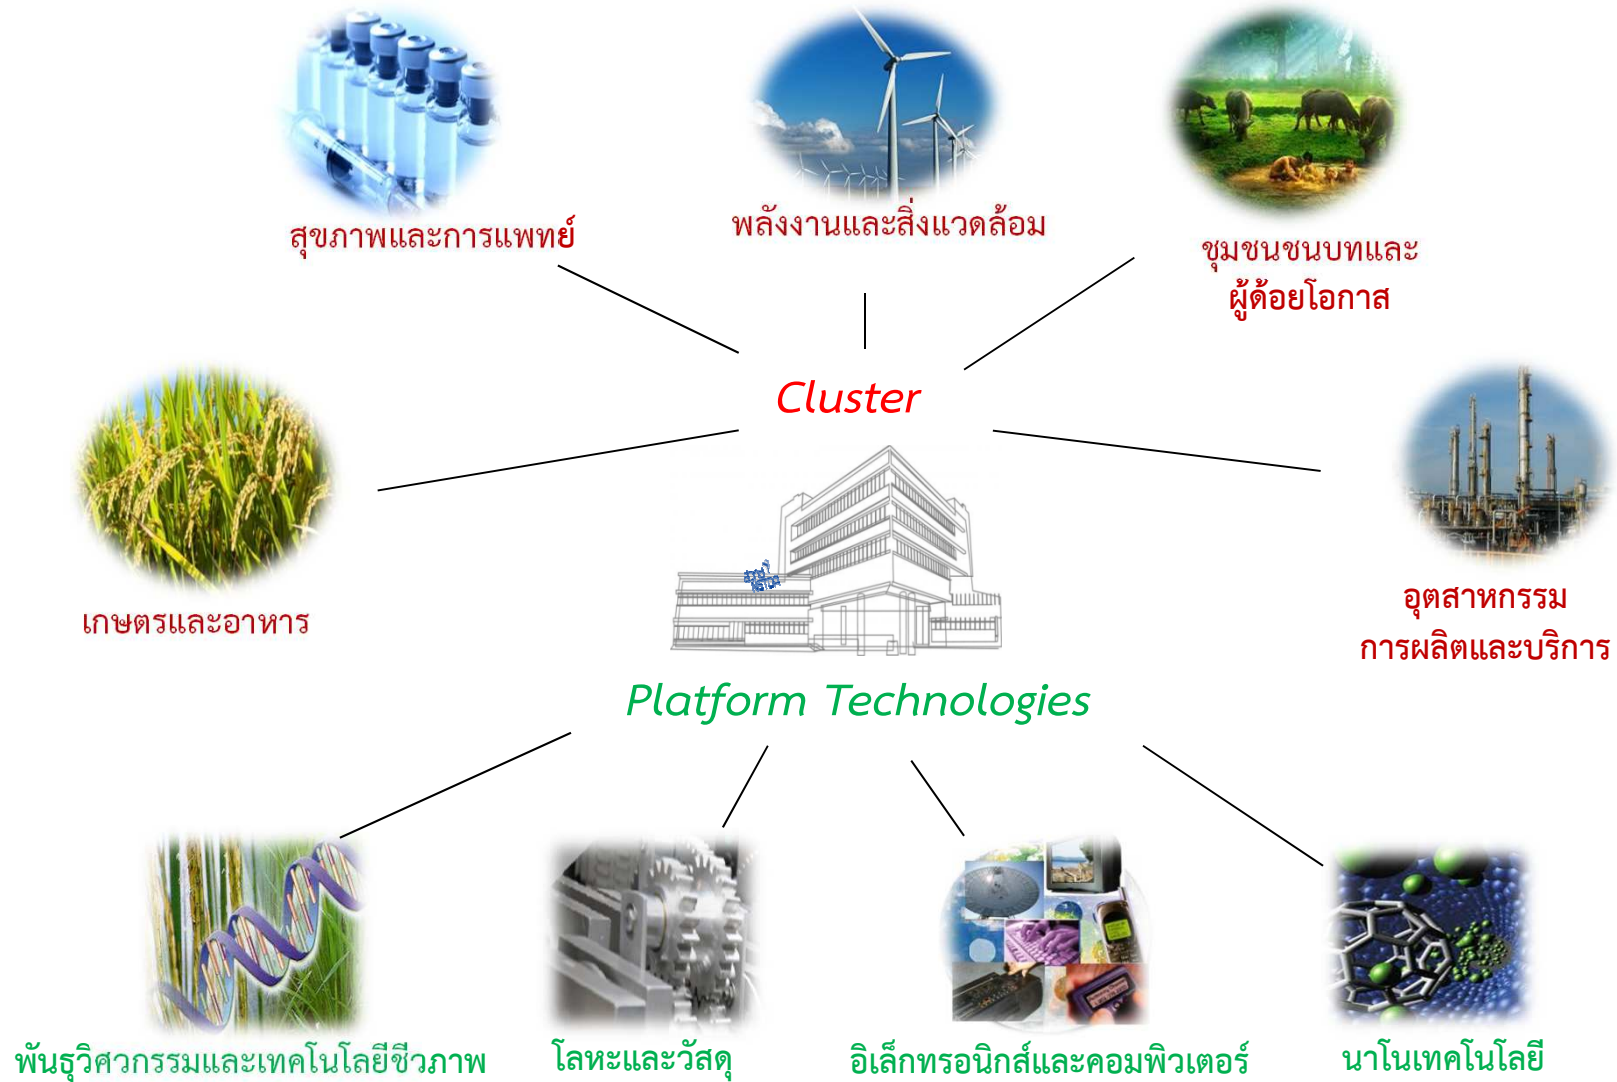 สุขภาพและการแพทย์
พลังงานและสิ่งแวดล้อม
ชุมชนชนบทและ
ผู้ด้อยโอกาส
Cluster
เกษตรและอาหาร
สวทช
NSTDA
อุตสาหกรรม
การผลิตและบริการ
Platform Technologies
พันธุวิศวกรรมและเทคโนโลยีชีวภาพ
โลหะและวัสดุ
อิเล็กทรอนิกส์และคอมพิวเตอร์
นาโนเทคโนโลยี